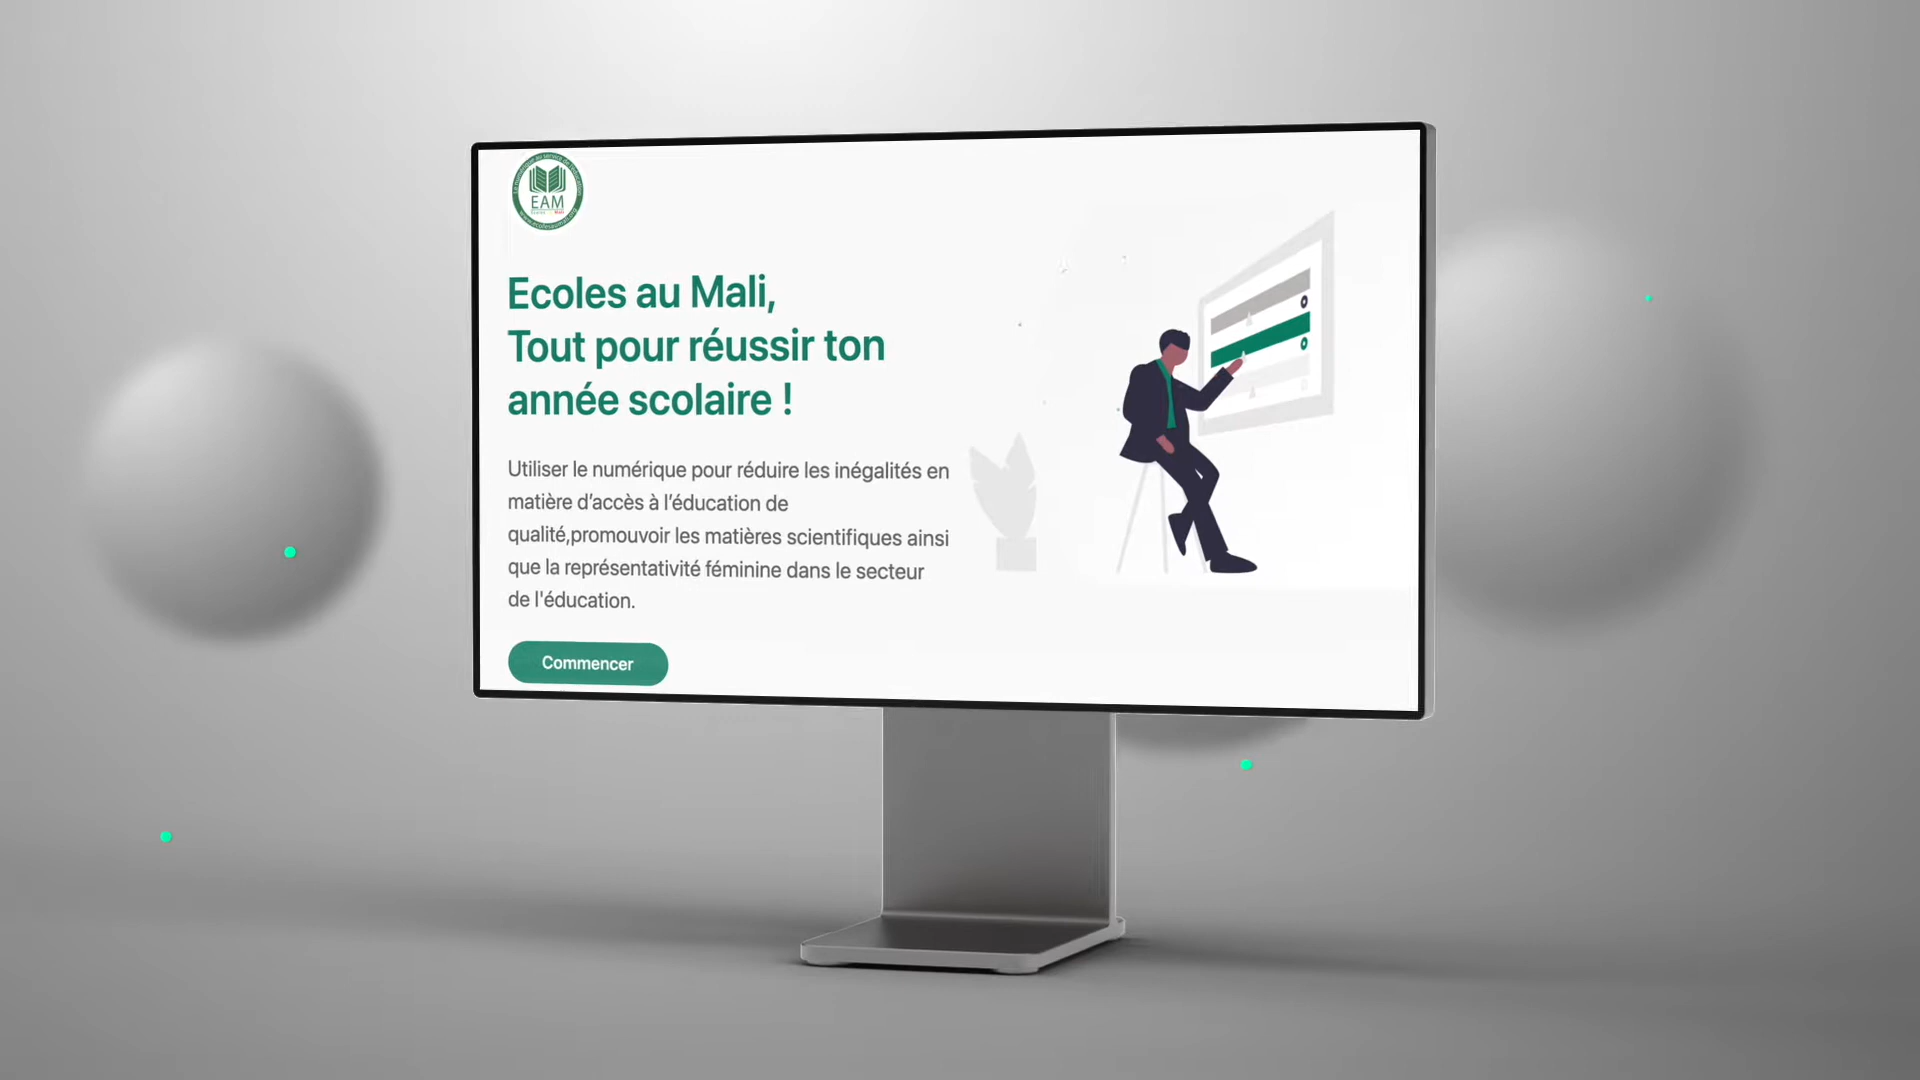 EAM
Ecoles au Mali,
Tout pour réussir ton
année scolaire !
Utiliser le numérique pour réduire les inégalités en
matière d’accès à l’éducation de
qualité,promouvoir les matières scientifiques ainsi
que la représentativité féminine dans le secteur
de l'éducation.
Commencer